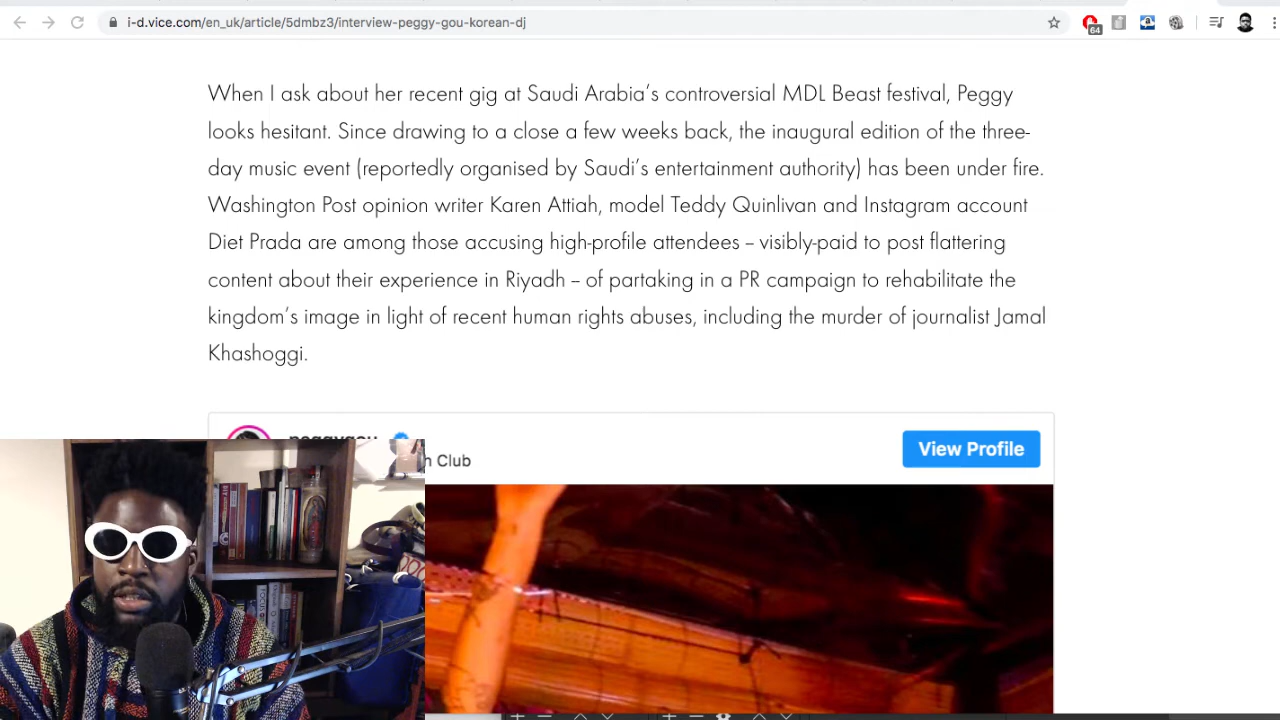 i-d.vice.com/en_uk/article/5dmbz3/interview-peggy-gou-korean-dj
64
When I ask about her recent gig at Saudi Arabia’s controversial MDL Beast festival, Peggy
looks hesitant. Since drawing to a close a few weeks back, the inaugural edition of the three-
day music event (reportedly organised by Saudi’s entertainment authority) has been under fire.
Washington Post opinion writer Karen Attiah, model Teddy Quinlivan and Instagram account
Diet Prada are among those accusing high-profile attendees – visibly-paid to post flattering
content about their experience in Riyadh – of partaking in a PR campaign to rehabilitate the
kingdom’s image in light of recent human rights abuses, including the murder of journalist Jamal
Khashoggi.
peggygou
Club
View Profile